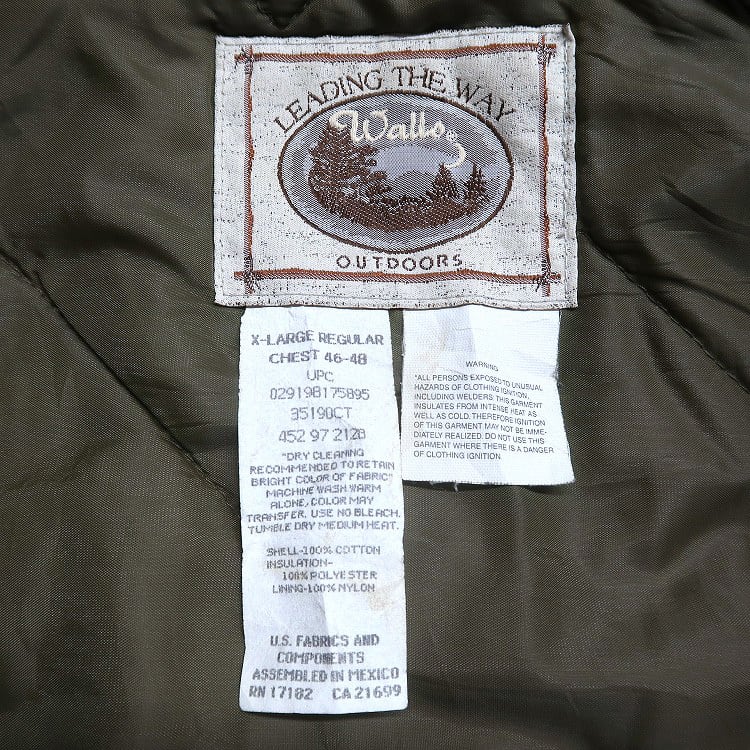 LEADING THE WAY
Walls
OUTDOORS
X-LARGE REGULAR
CHEST 46-48
UPC
029198175895
35190CT
452 97 2128
"DRY CLEANING
RECOMMENDED TO RETAIN
BRIGHT COLOR OF FABRIC"
MACHINE WASH WARM
ALONE, COLOR MAY
TRANSFER. USE NO BLEACH.
TUMBLE DRY MEDIUM HEAT.
SHELL-100% COTTON
INSULATION-
100% POLYESTER
LINING-100% NYLON
U.S. FABRICS AND
COMPONENTS
ASSEMBLED IN MEXICO
RN 17182 CA21699
WARNING
"ALL PERSONS EXPOSED TO UNUSUAL
HAZARDS OF CLOTHING IGNITION,
INCLUDING WELDERS; THIS GARMENT
INSULATES FROM INTENSE HEAT AS
WELL AS COLD. THEREFORE IGNITION
OF THIS GARMENT MAY NOT BE IMME-
DIATELY REALIZED. DO NOT USE THIS
GARMENT WHERE THERE IS A DANGER
OF CLOTHING IGNITION.